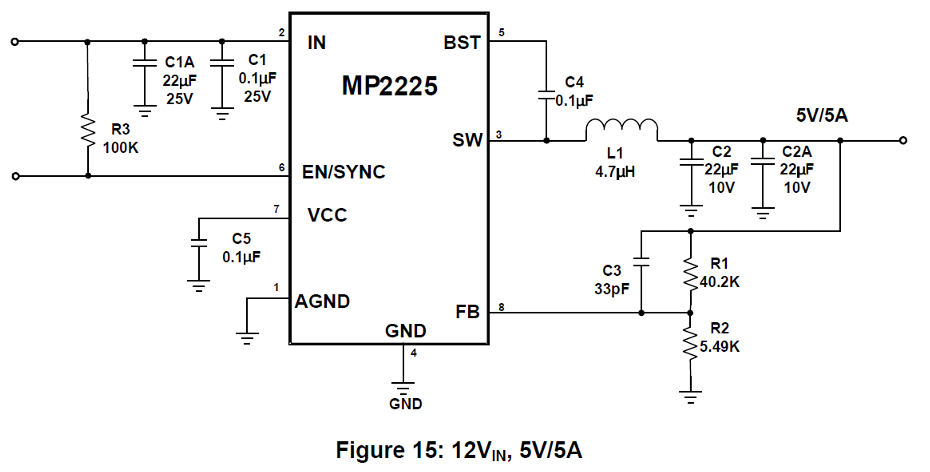 2
IN
C1A
22µF
25V
C1
0.1µF
25V
R3
100K
6
EN/SYNC
7
VCC
C5
0.1µF
1
AGND
MP2225
GND
4
GND
BST
5
C4
0.1µF
SW
3
L1
4.7µH
5V/5A
C2
22µF
10V
C2A
22µF
10V
C3
33pF
R1
40.2K
FB
8
R2
5.49K
Figure 15: 12VIN, 5V/5A